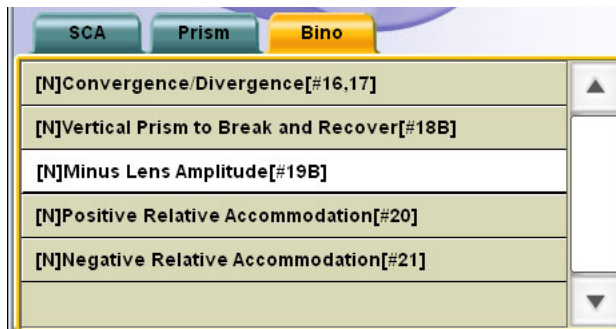 SCA Prism Bino
[N]Convergence/Divergence[#16,17]
[N]Vertical Prism to Break and Recover[#18B]
[N]Minus Lens Amplitude[#19B]
[N]Positive Relative Accommodation[#20]
[N]Negative Relative Accommodation[#21]